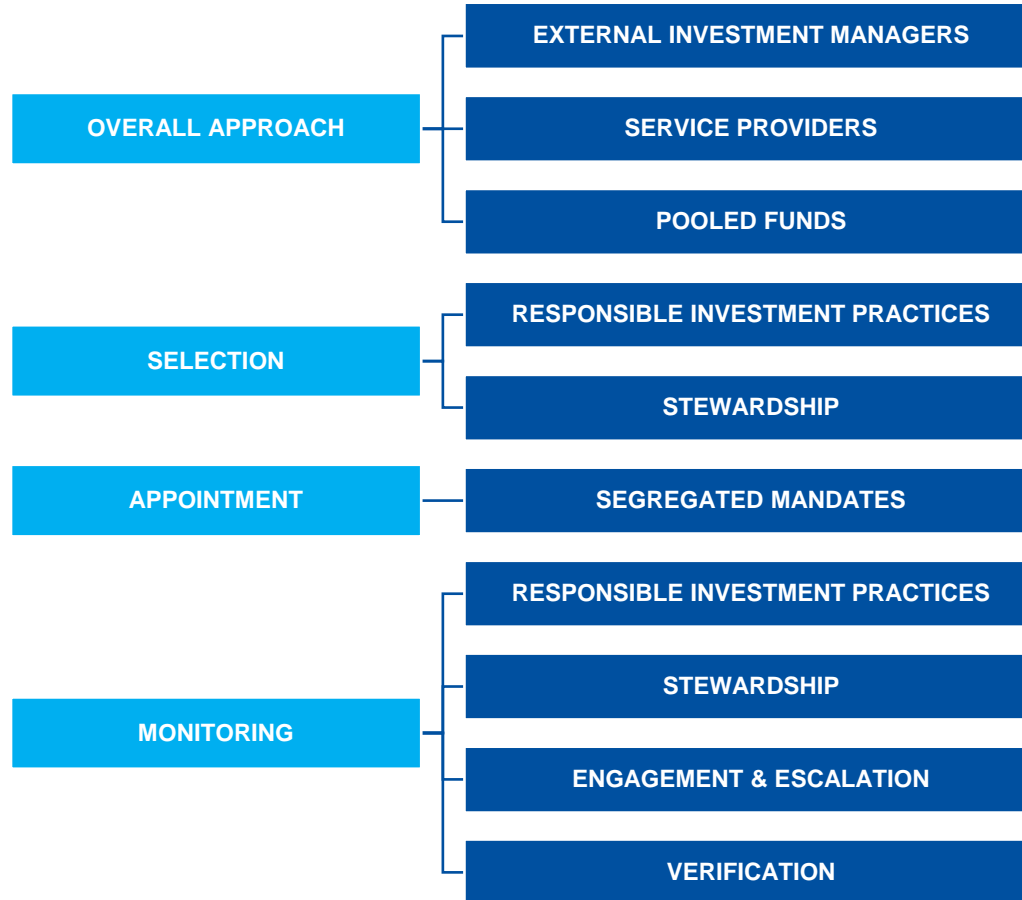 OVERALL APPROACH
EXTERNAL INVESTMENT MANAGERS
SERVICE PROVIDERS
POOLED FUNDS
SELECTION
RESPONSIBLE INVESTMENT PRACTICES
STEWARDSHIP
APPOINTMENT
SEGREGATED MANDATES
MONITORING
RESPONSIBLE INVESTMENT PRACTICES
STEWARDSHIP
ENGAGEMENT & ESCALATION
VERIFICATION